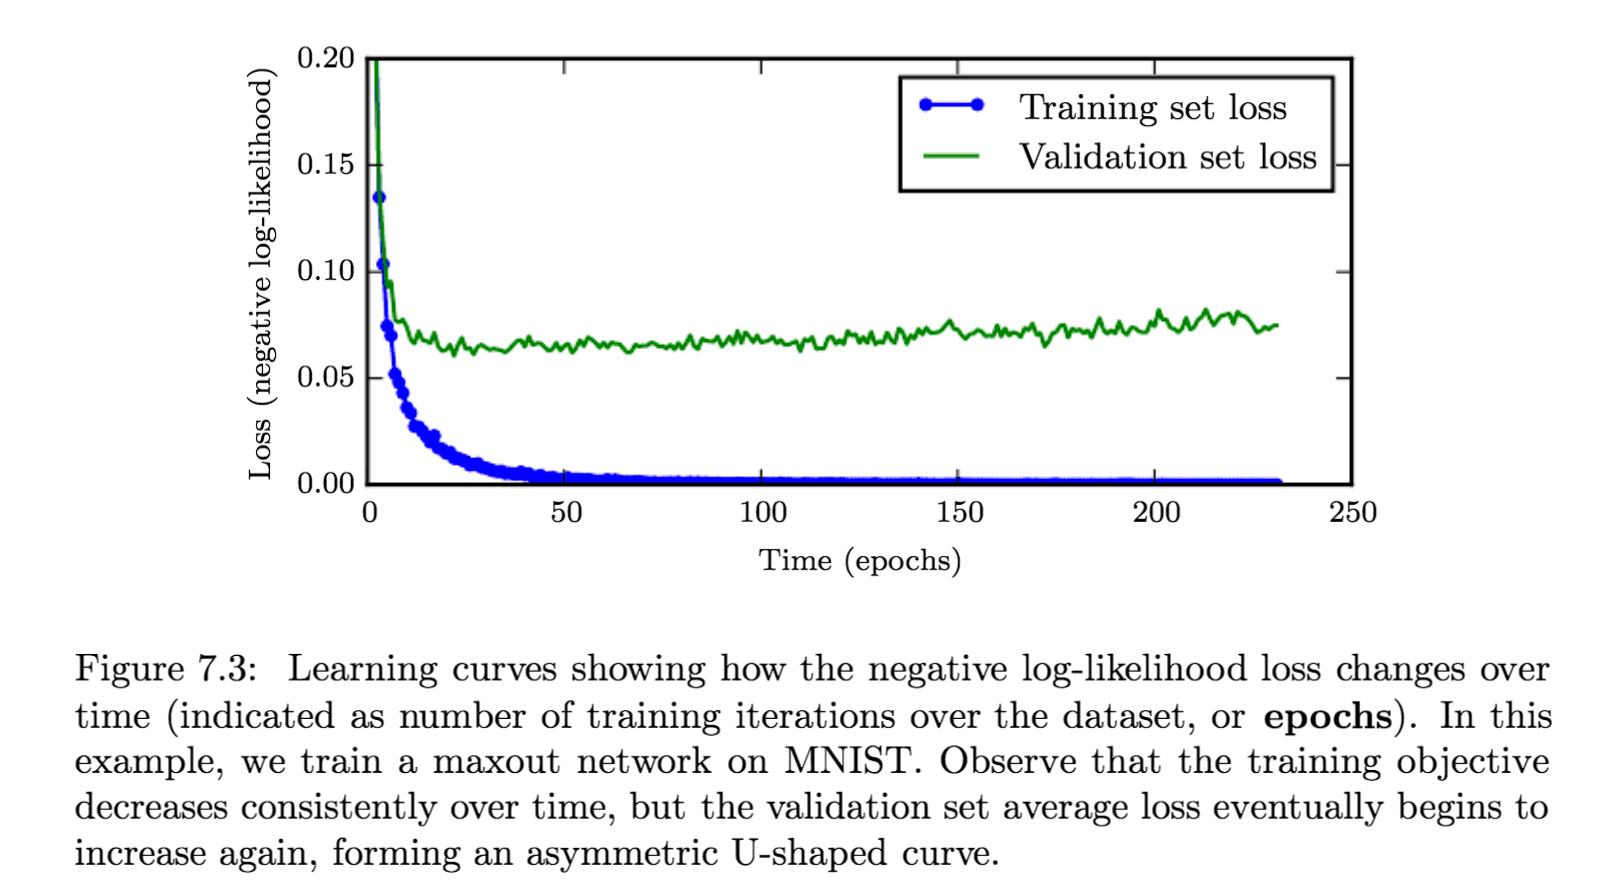 0.20
0.15
0.10
0.05
0.00
Loss (negative log-likelihood)
Training set loss
Validation set loss
0 50 100 150 200 250
Time (epochs)
Figure 7.3: Learning curves showing how the negative log-likelihood loss changes over
time (indicated as number of training iterations over the dataset, or epochs). In this
example, we train a maxout network on MNIST. Observe that the training objective
decreases consistently over time, but the validation set average loss eventually begins to
increase again, forming an asymmetric U-shaped curve.